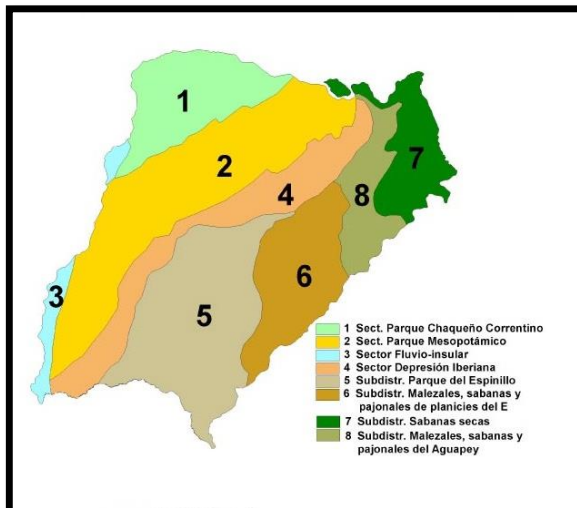 1
2
7
4
8
3
6
5
1 Sect. Parque Chaqueño Correntino
2 Sect. Parque Mesopotámico
3 Sector Fluvio-insular
4 Sector Depresión Iberiana
5 Subdistr. Parque del Espinillo
6 Subdistr. Malezales, sabanas y
pajonales de planicies del E
7 Subdistr. Sabanas secas
8 Subdistr. Malezales, sabanas y
pajonales del Aguapey